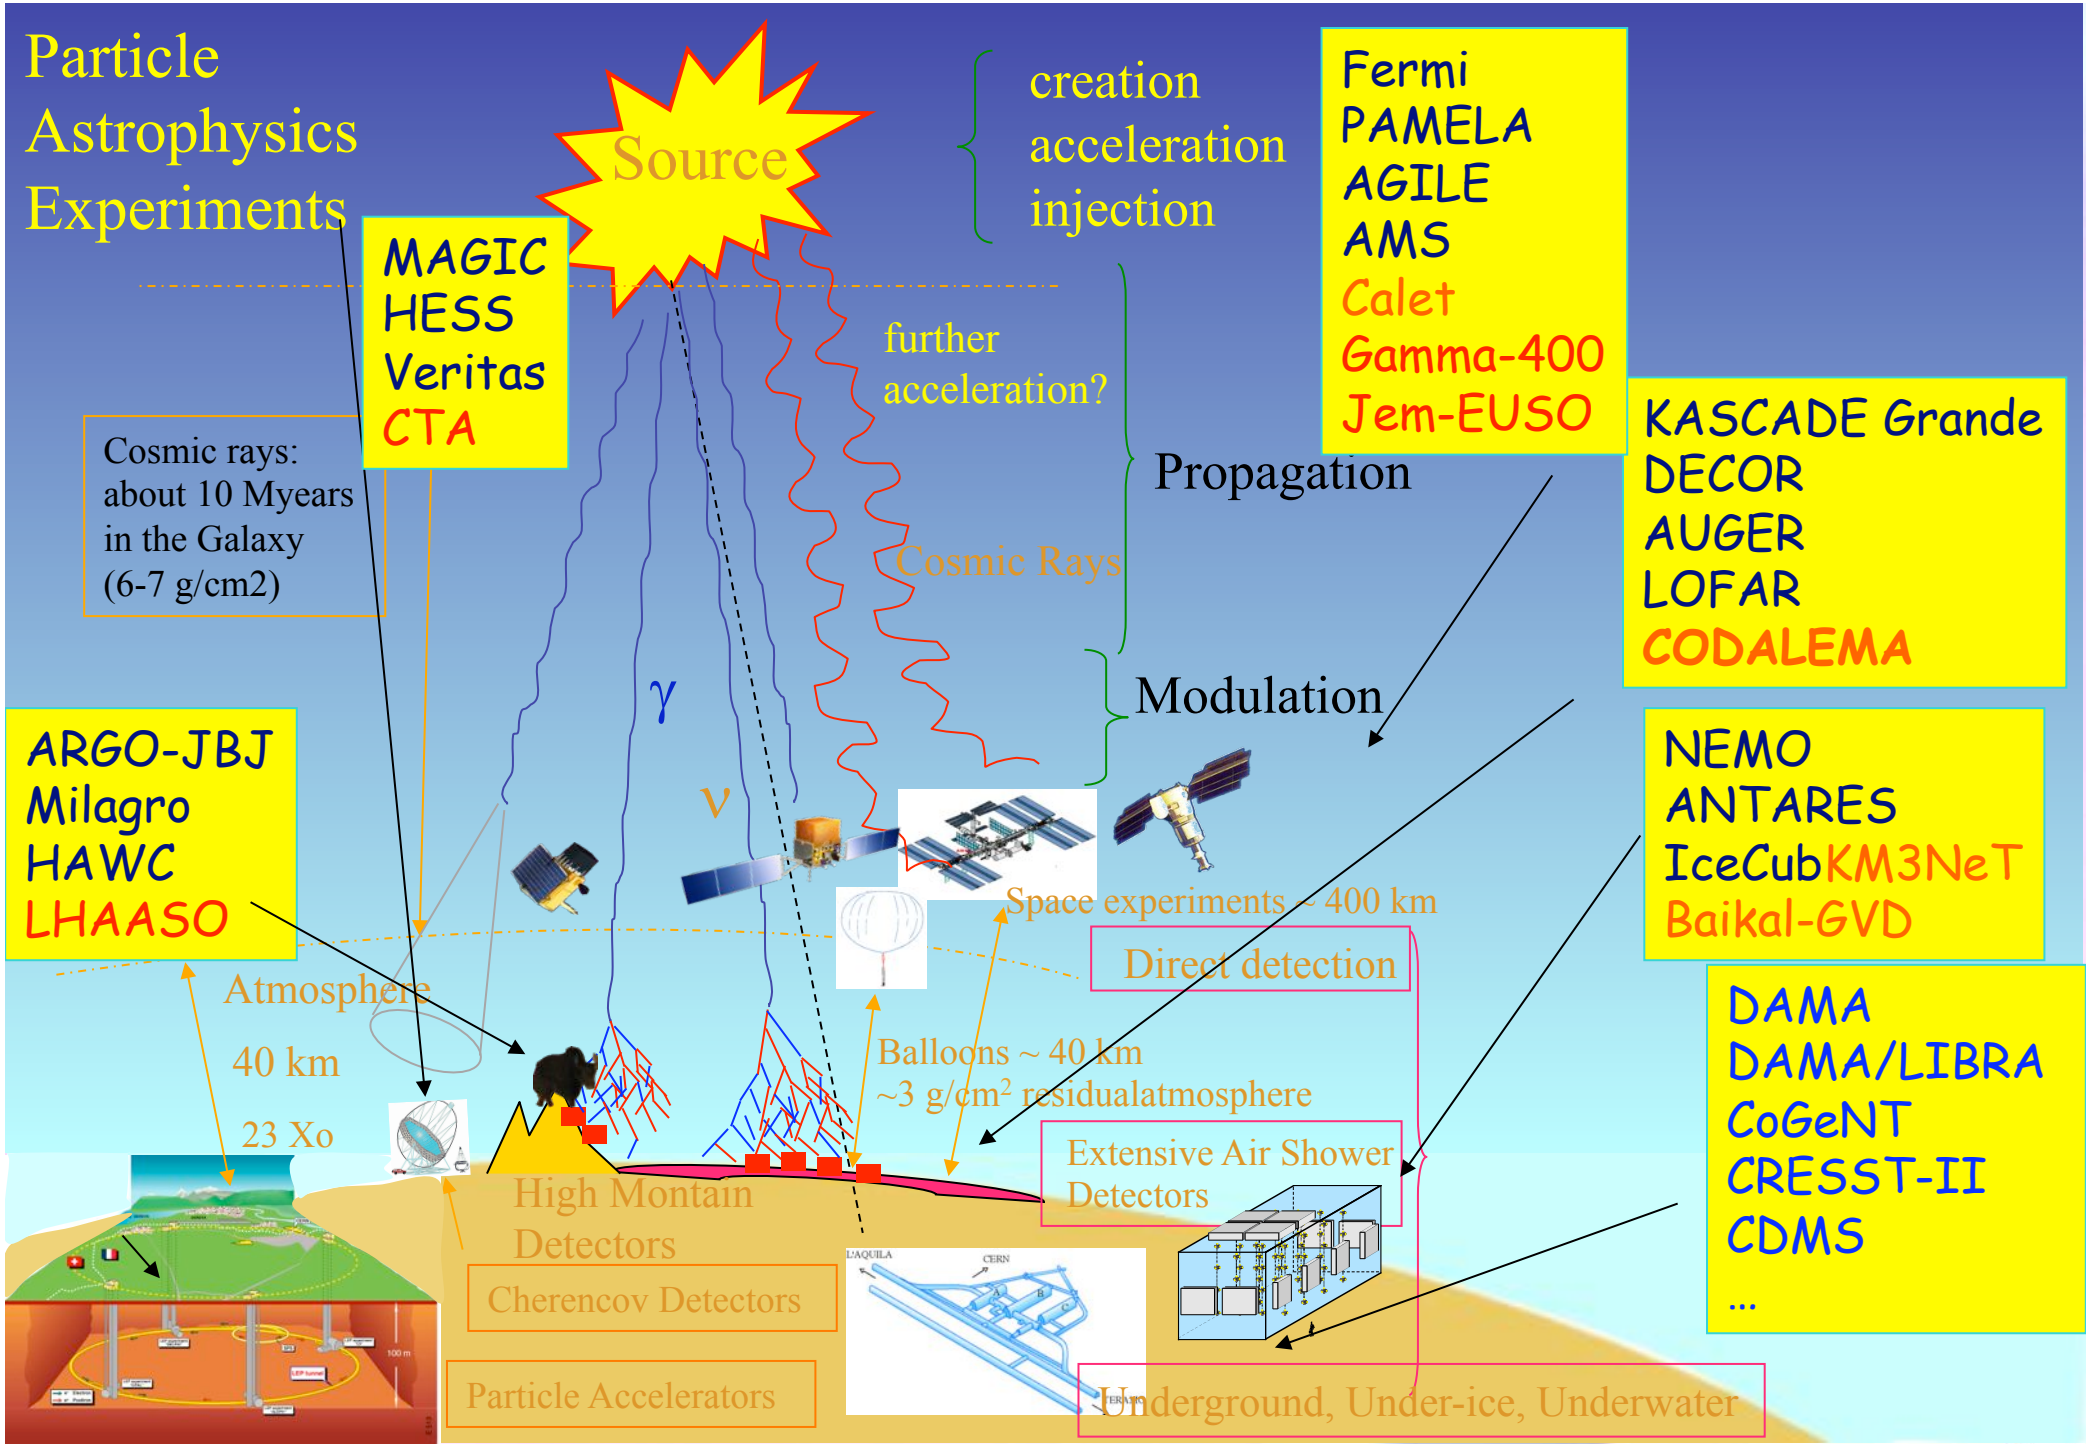 Particle
Astrophysics
Experiments
Source
creation
acceleration
injection
Fermi
PAMELA
AGILE
AMS
Calet
Gamma-400
Jem-EUSO
MAGIC
HESS
Veritas
CTA
further
acceleration?
Cosmic rays:
about 10 Myears
in the Galaxy
(6-7 g/cm2)
Propagation
KASCADE Grande
DECOR
AUGER
LOFAR
CODALEMA
Cosmic Rays
γ
Modulation
ν
ARGO-JBJ
Milagro
HAWC
LHAASO
NEMO
ANTARES
IceCubKM3NeT
Baikal-GVD
Space experiments ~ 400 km
Direct detection
Atmosphere
40 km
23 Xo
Balloons ~ 40 km
~3 g/cm² residualatmosphere
DAMA
DAMA/LIBRA
CoGeNT
CRESST-II
CDMS
...
Extensive Air Shower
Detectors
High Montain
Detectors
Cherencov Detectors
Particle Accelerators
L'AQUILA
CERN
A
B
C
100 m
LEP tunnel
Underground, Under-ice, Underwater